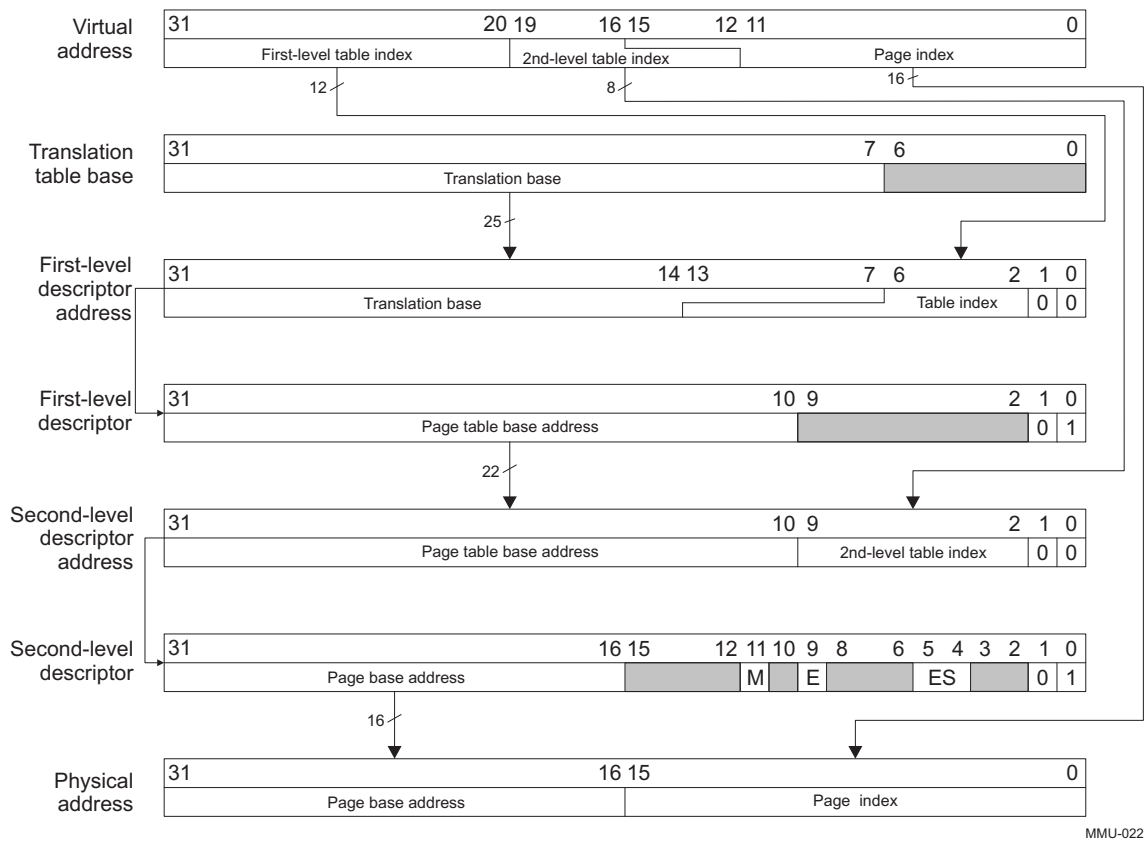 Virtual
address
31 20 19 16 15 12 11 0
First-level table index 2nd-level table index Page index
12 8 16
Translation
table base
31 7 6 0
Translation base
25
First-level
descriptor
address
31 14 13 7 6 2 1 0
Translation base Table index 0 0
First-level
descriptor
31 10 9 2 1 0
Page table base address 0 1
22
Second-level
descriptor
address
31 10 9 2 1 0
Page table base address 2nd-level table index 0 0
Second-level
descriptor
31 16 15 12 11 10 9 8 6 5 4 3 2 1 0
Page base address M E ES 0 1
16
Physical
address
31 16 15 0
Page base address Page index
MMU-022